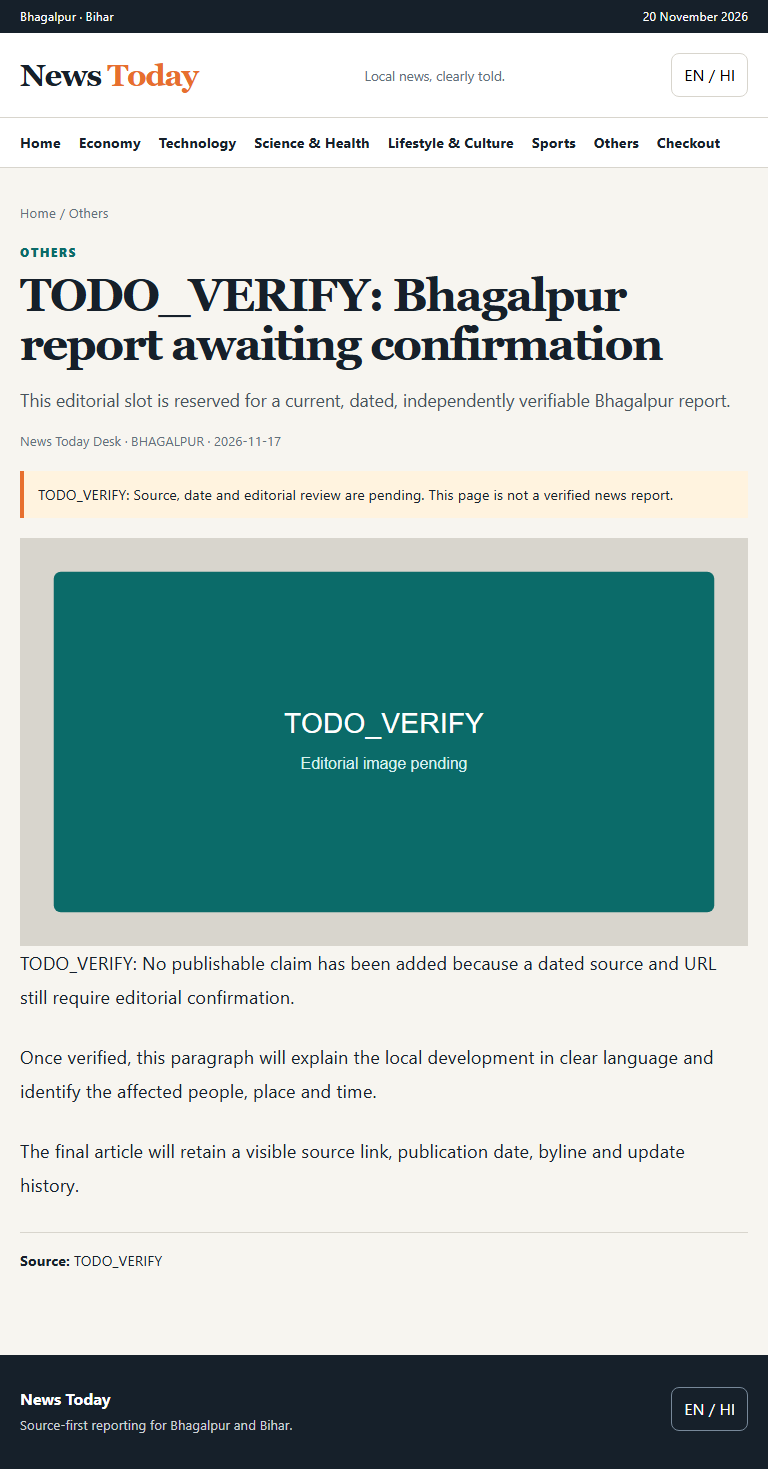 Bhagalpur · Bihar
20 November 2026
News Today
Local news, clearly told.
EN / HI
Home Economy Technology Science & Health Lifestyle & Culture Sports Others Checkout
Home / Others
OTHERS
TODO_VERIFY: Bhagalpur
report awaiting confirmation
This editorial slot is reserved for a current, dated, independently verifiable Bhagalpur report.
News Today Desk · BHAGALPUR · 2026-11-17
TODO_VERIFY: Source, date and editorial review are pending. This page is not a verified news report.
TODO_VERIFY
Editorial image pending
TODO_VERIFY: No publishable claim has been added because a dated source and URL
still require editorial confirmation.
Once verified, this paragraph will explain the local development in clear language and
identify the affected people, place and time.
The final article will retain a visible source link, publication date, byline and update
history.
Source: TODO_VERIFY
News Today
Source-first reporting for Bhagalpur and Bihar.
EN / HI